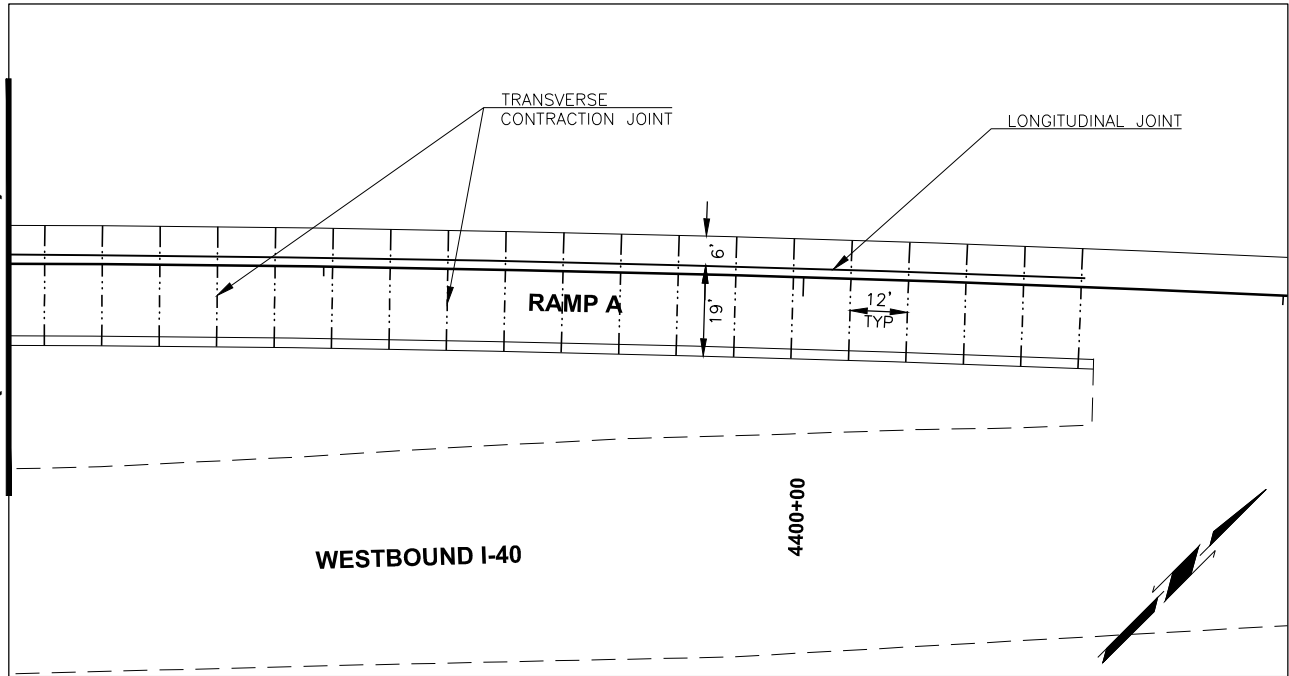 TRANSVERSE
CONTRACTION JOINT
LONGITUDINAL JOINT
6'
RAMP A
19'
12'
TYP
4400+00
WESTBOUND I-40